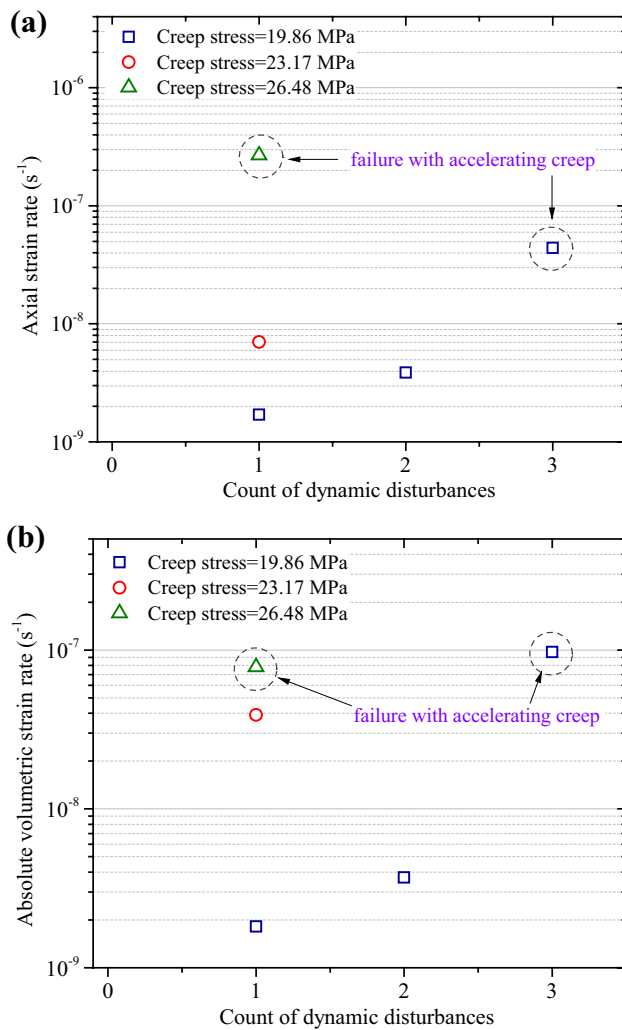 (a)
Creep stress=19.86 MPa
Creep stress=23.17 MPa
Creep stress=26.48 MPa
failure with accelerating creep
Axial strain rate (s⁻¹)
10⁻⁶
10⁻⁷
10⁻⁸
10⁻⁹
0 1 2 3
Count of dynamic disturbances
(b)
Creep stress=19.86 MPa
Creep stress=23.17 MPa
Creep stress=26.48 MPa
failure with accelerating creep
Absolute volumetric strain rate (s⁻¹)
10⁻⁷
10⁻⁸
10⁻⁹
0 1 2 3
Count of dynamic disturbances